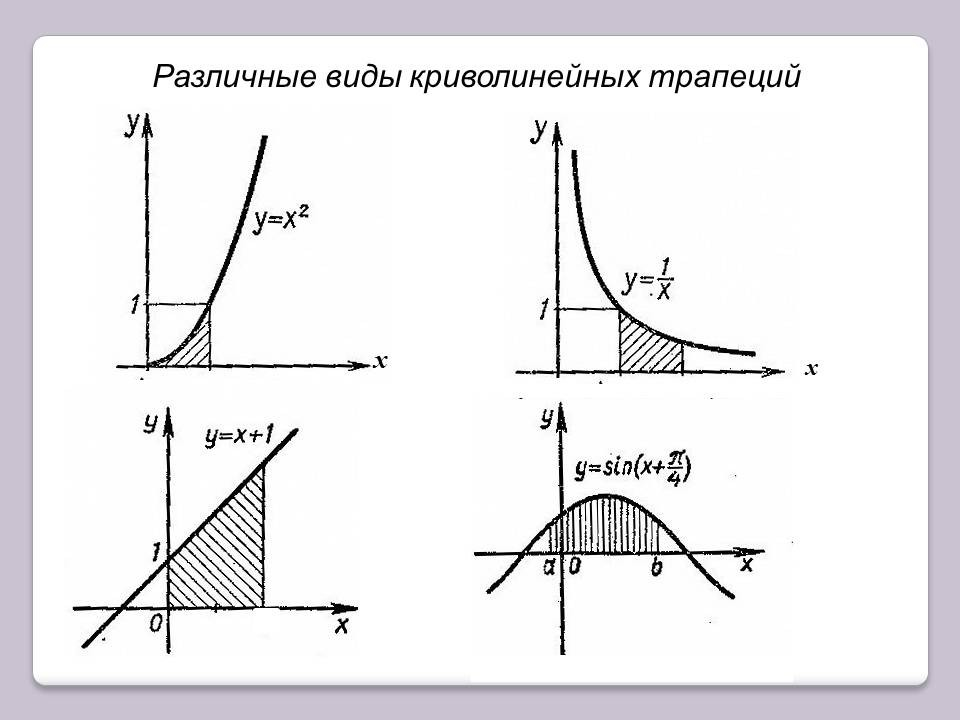 Различные виды криволинейных трапеций
y
y=x²
1
x
y
y=1/x
1
x
y
y=x+1
1
0
x
y
y=sin(x+π/4)
a 0 b x